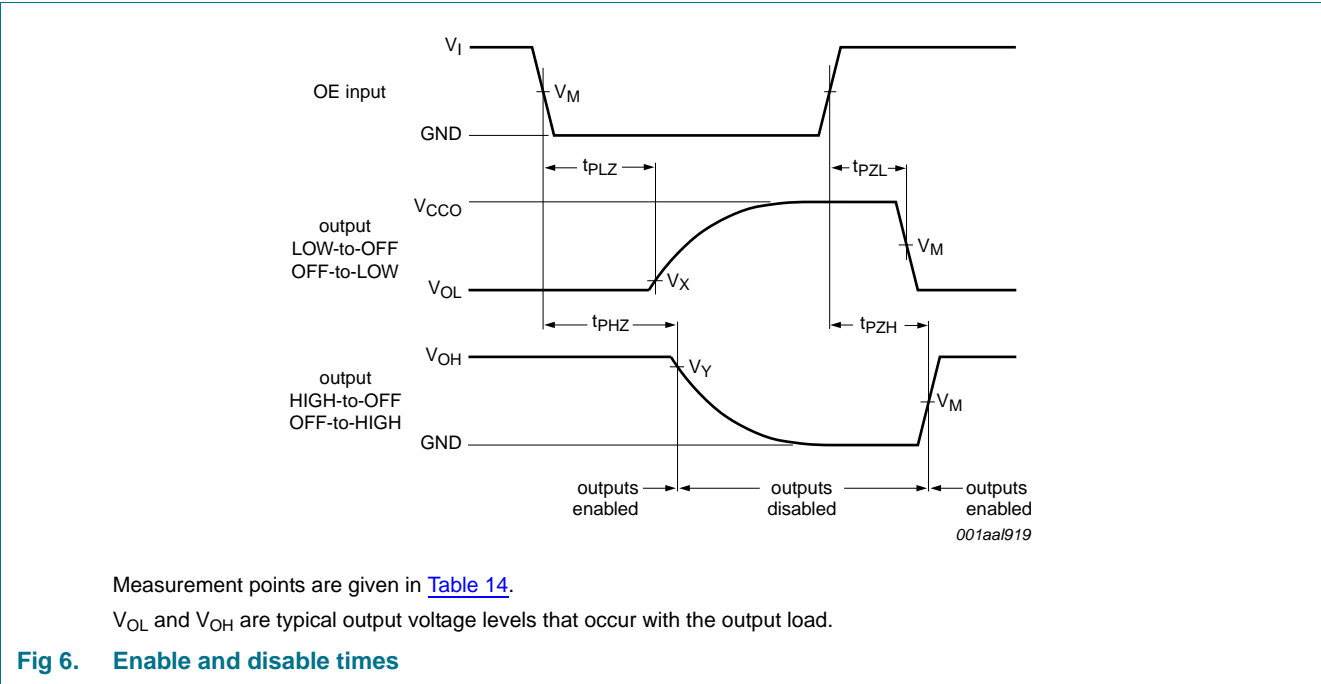 VI
OE input
VM
GND
tPLZ
tPZL
VCCO
output
LOW-to-OFF
OFF-to-LOW
VM
VX
VOL
tPHZ
tPZH
VOH
output
HIGH-to-OFF
OFF-to-HIGH
VY
VM
GND
outputs
enabled
outputs
disabled
outputs
enabled
001aal919
Measurement points are given in Table 14.
VOL and VOH are typical output voltage levels that occur with the output load.
Fig 6. Enable and disable times